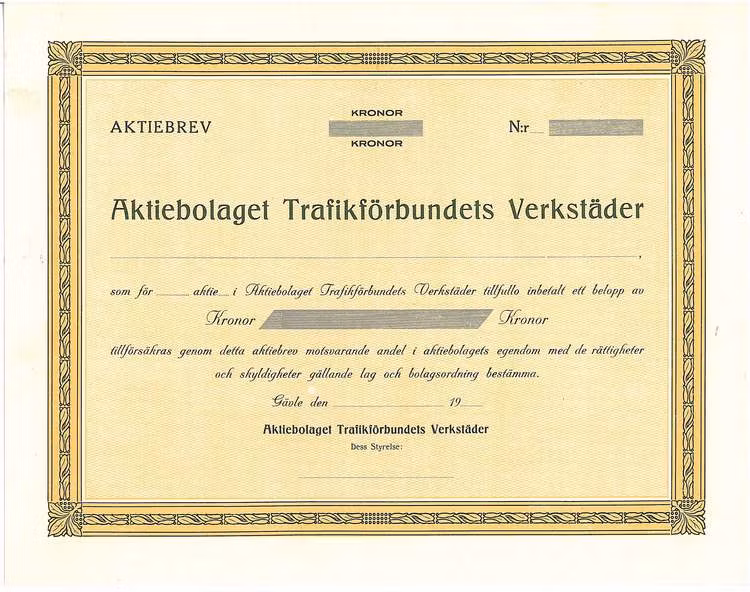 KRONOR
AKTIEBREV N:r
KRONOR
Aktiebolaget Trafikförbundets Verkstäder
som för aktie i Aktiebolaget Trafikförbundets Verkstäder tillfullo inbetalt ett belopp av
Kronor Kronor
tillförsäkras genom detta aktiebrev motsvarande andel i aktiebolagets egendom med de rättigheter
och skyldigheter gällande lag och bolagsordning bestämma.
Gävle den 19
Aktiebolaget Trafikförbundets Verkstäder
Dess Styrelse: